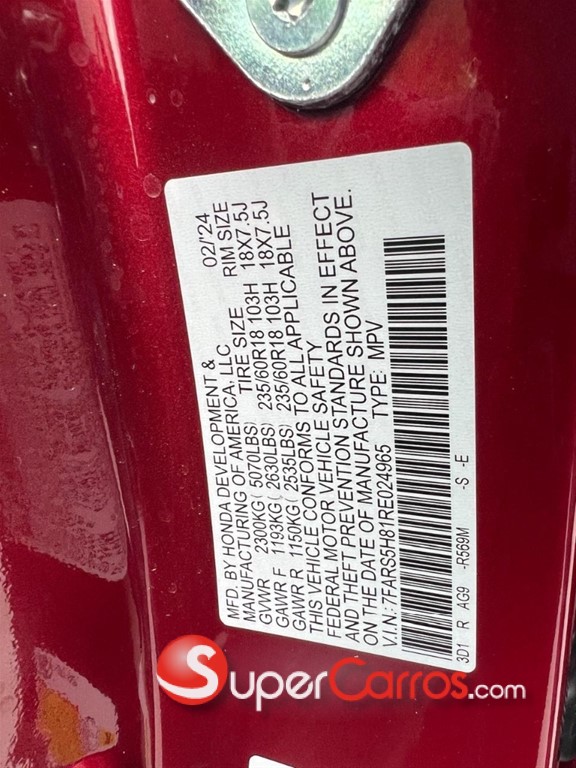 MFD. BY HONDA DEVELOPMENT & 02/'24
MANUFACTURING OF AMERICA, LLC
TIRE SIZE RIM SIZE
GVWR 2300KG( 5070LBS) 235/60R18 103H 18X7.5J
GAWR F 1193KG( 2630LBS) 235/60R18 103H 18X7.5J
GAWR R 1150KG( 2535LBS)
THIS VEHICLE CONFORMS TO ALL APPLICABLE
FEDERAL MOTOR VEHICLE SAFETY
AND THEFT PREVENTION STANDARDS IN EFFECT
ON THE DATE OF MANUFACTURE SHOWN ABOVE.
V.I.N.: 7FARS5H81RE024965 TYPE: MPV
3D1 R AG9 -R569M -S -E
SuperCarros.com